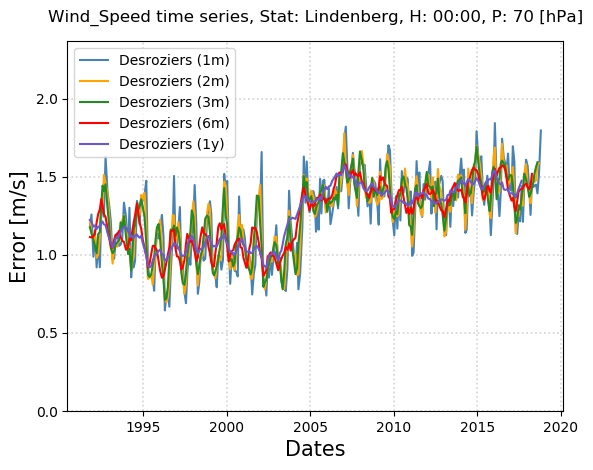 Wind_Speed time series, Stat: Lindenberg, H: 00:00, P: 70 [hPa]
Desroziers (1m)
Desroziers (2m)
Desroziers (3m)
Desroziers (6m)
Desroziers (1y)
Error [m/s]
2.0
1.5
1.0
0.5
0.0
1995 2000 2005 2010 2015 2020
Dates